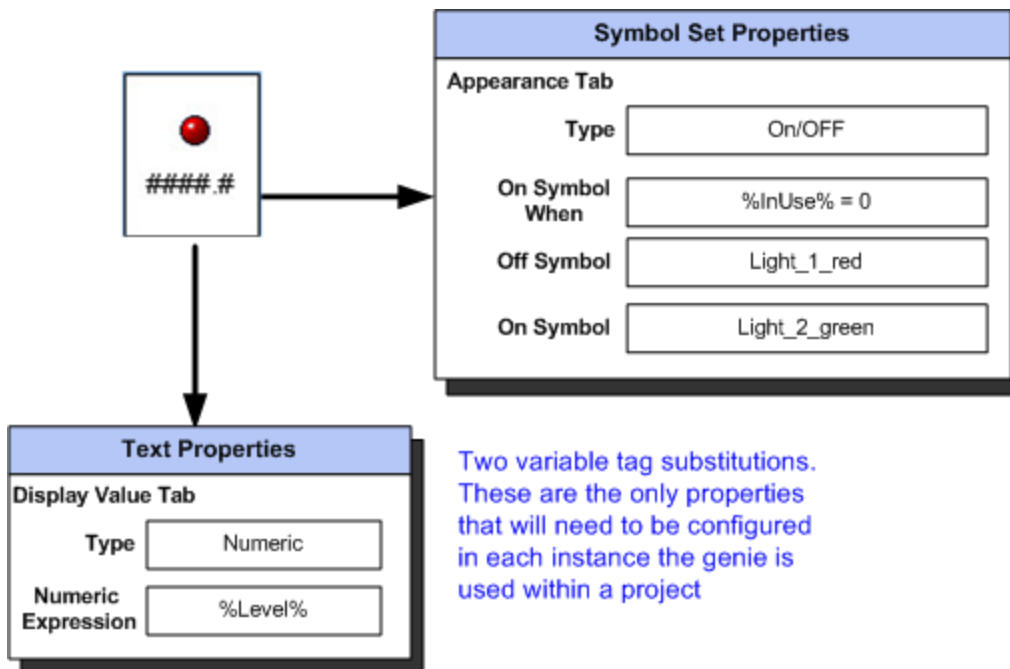 ####.#
Symbol Set Properties
Appearance Tab
Type
On/OFF
On Symbol
When
%InUse% = 0
Off Symbol
Light_1_red
On Symbol
Light_2_green
Text Properties
Display Value Tab
Type
Numeric
Numeric
Expression
%Level%
Two variable tag substitutions.
These are the only properties
that will need to be configured
in each instance the genie is
used within a project